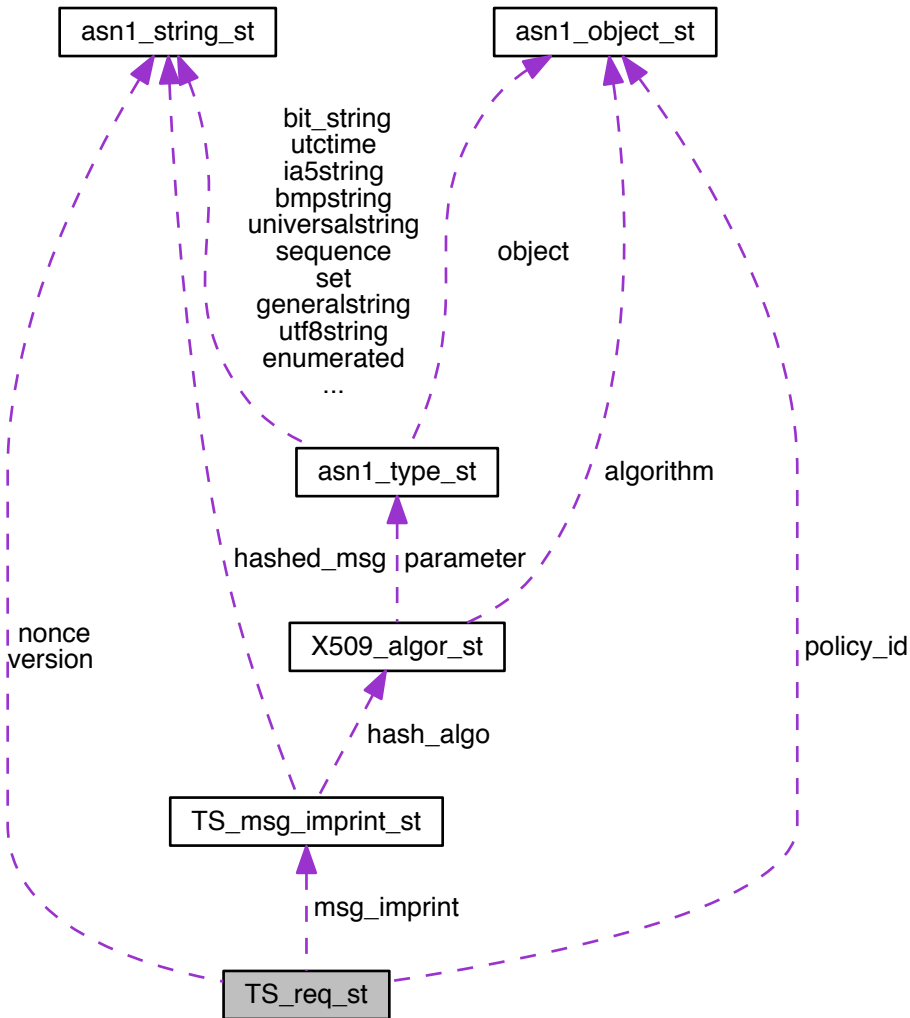 asn1_string_st
asn1_object_st
bit_string
utctime
ia5string
bmpstring
universalstring
sequence
set
generalstring
utf8string
enumerated
...
object
asn1_type_st
algorithm
hashed_msg
parameter
nonce
version
X509_algor_st
policy_id
hash_algo
TS_msg_imprint_st
msg_imprint
TS_req_st